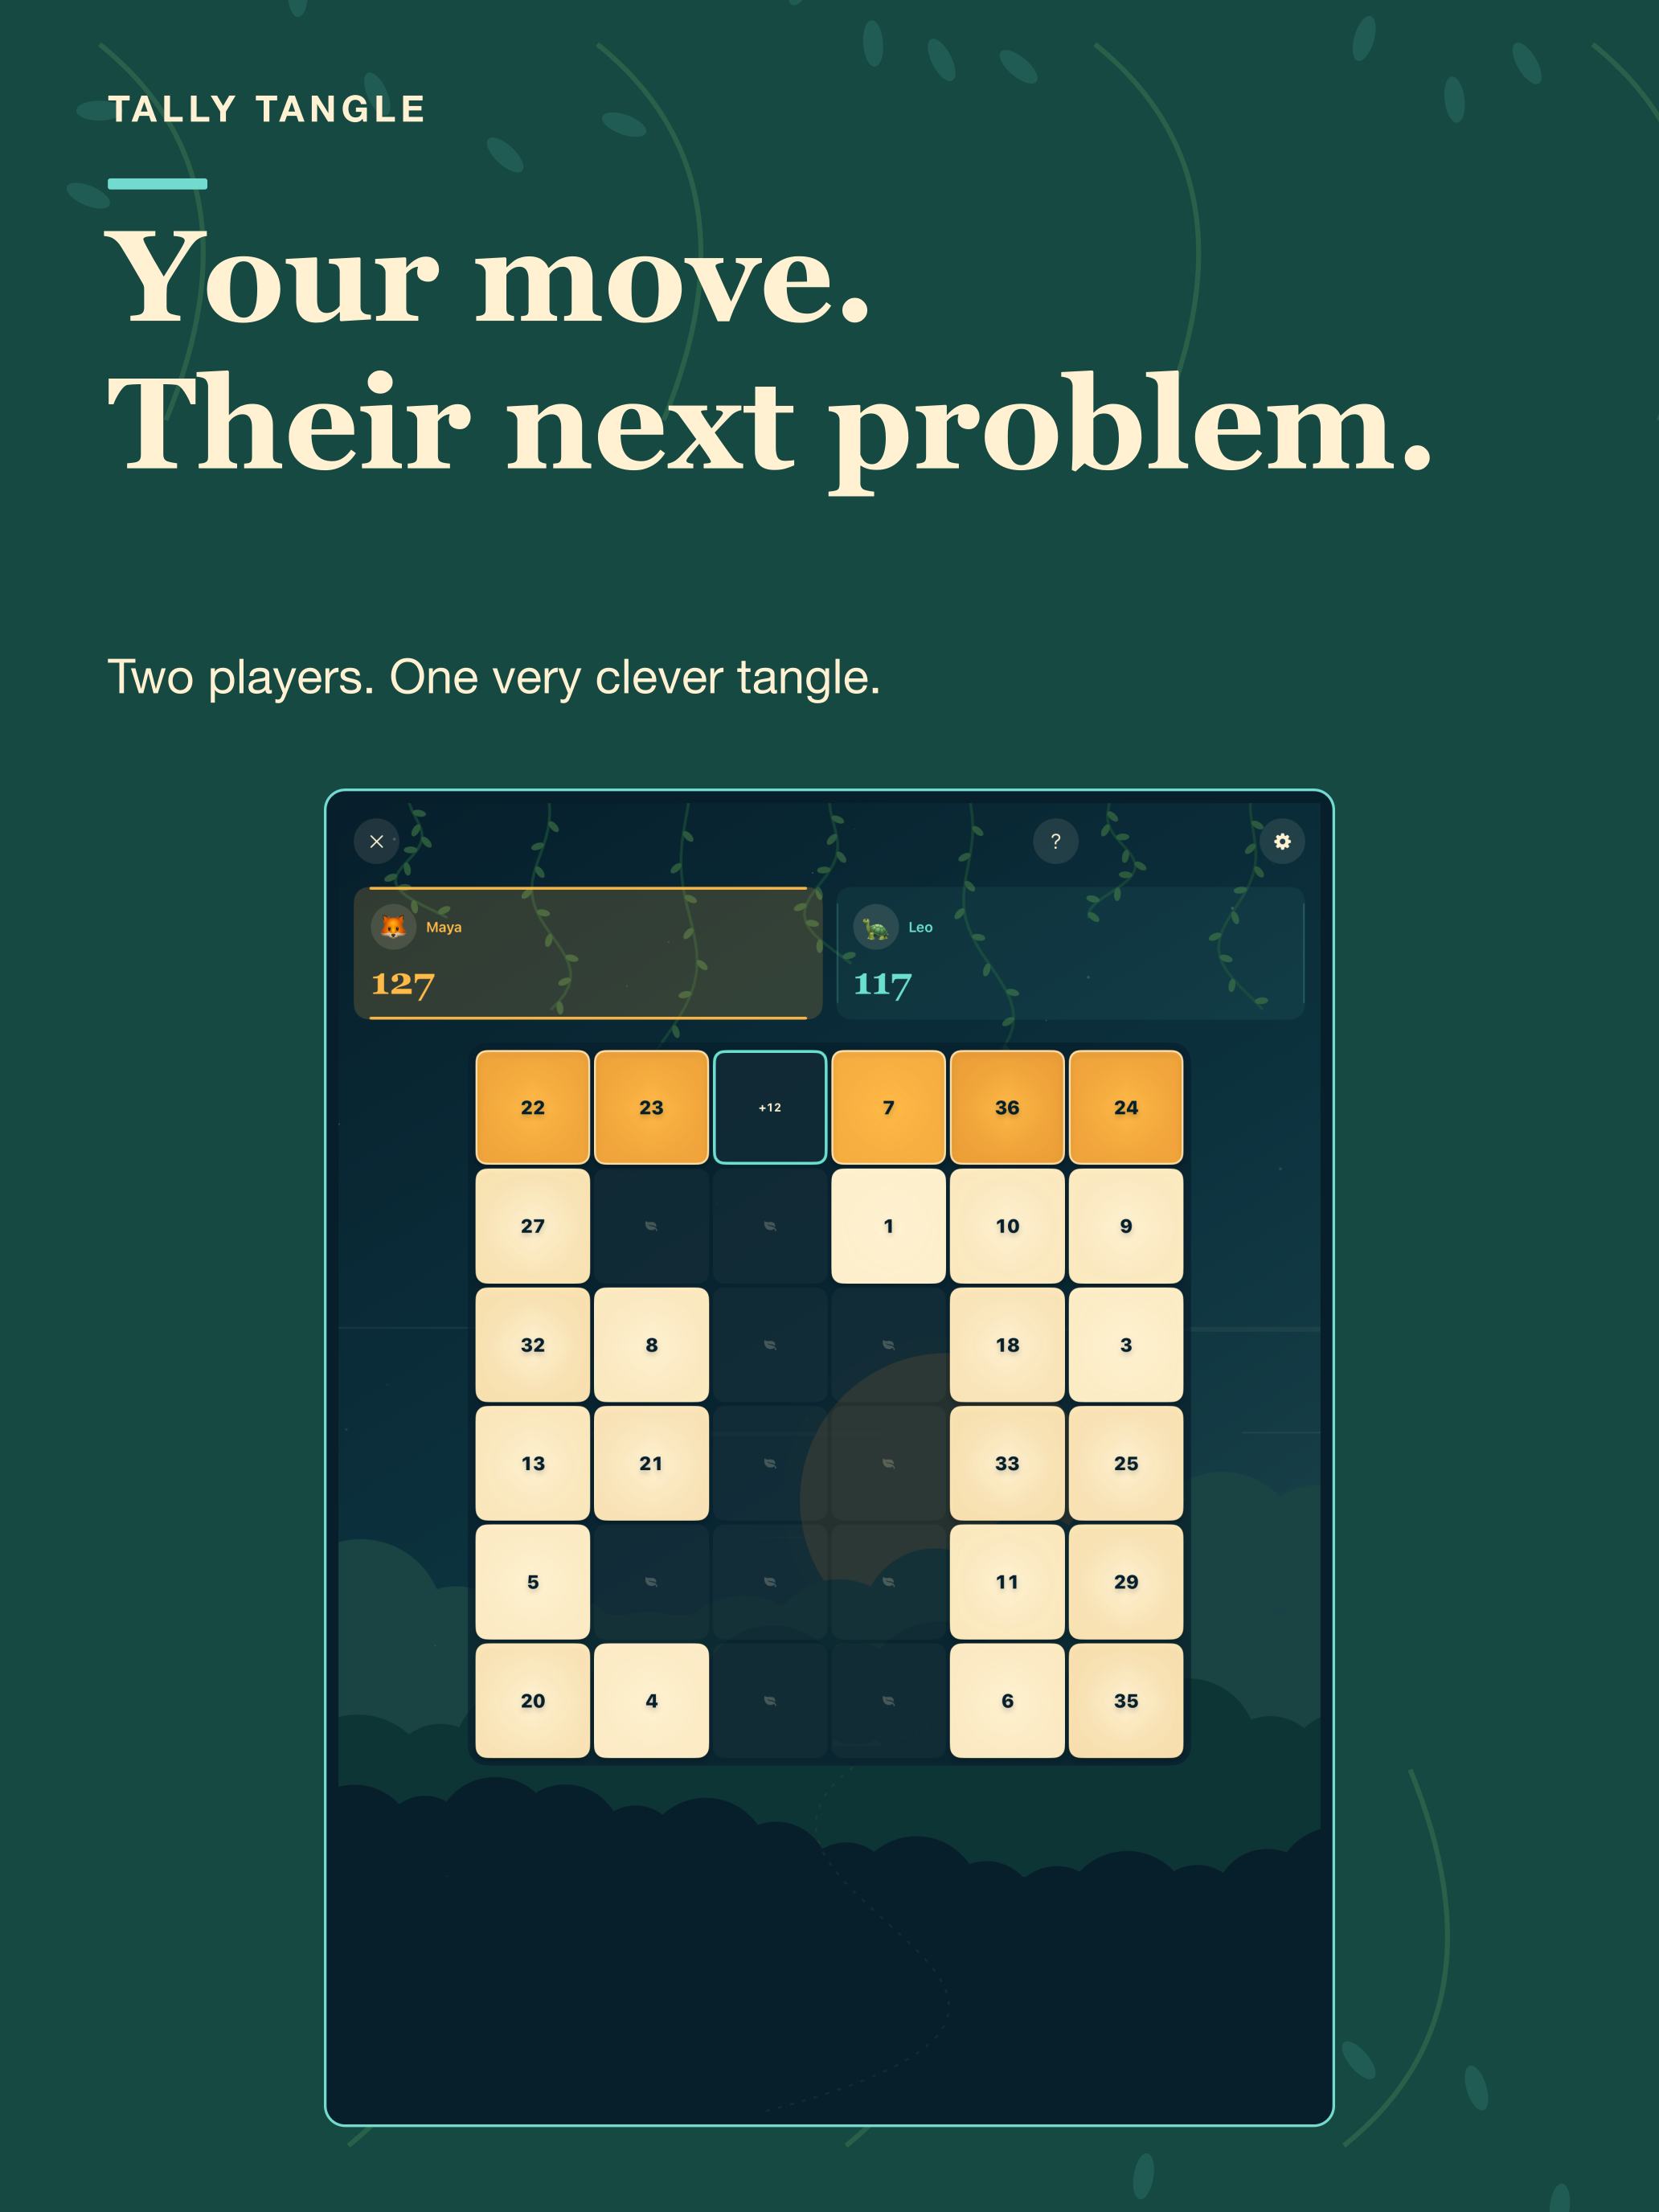 TALLY TANGLE
Your move.
Their next problem.
Two players. One very clever tangle.
?
Maya
Leo
127
117
22 23 +12 7 36 24
27 1 10 9
32 8 18 3
13 21 33 25
5 11 29
20 4 6 35